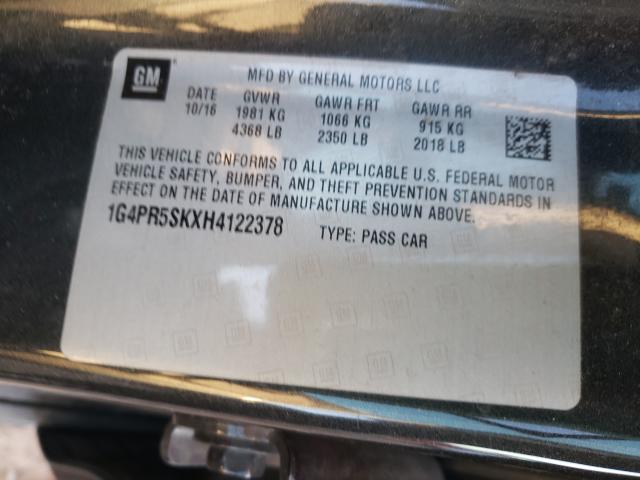 GM
MFD BY GENERAL MOTORS LLC
DATE GVWR GAWR FRT GAWR RR
10/16 1981 KG 1066 KG 915 KG
4368 LB 2350 LB 2018 LB
THIS VEHICLE CONFORMS TO ALL APPLICABLE U.S. FEDERAL MOTOR
VEHICLE SAFETY, BUMPER, AND THEFT PREVENTION STANDARDS IN
EFFECT ON THE DATE OF MANUFACTURE SHOWN ABOVE.
1G4PR5SKXH4122378 TYPE: PASS CAR